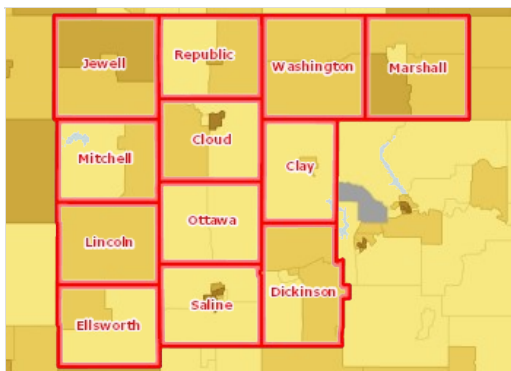 Jewell
Republic
Washington
Marshall
Mitchell
Cloud
Clay
Lincoln
Ottawa
Ellsworth
Saline
Dickinson